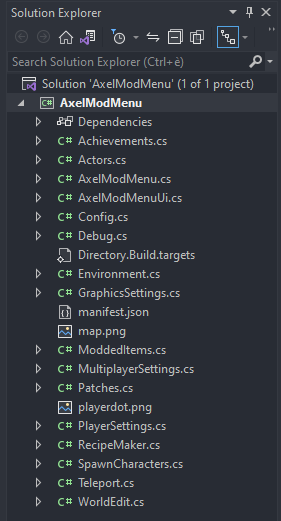 Solution Explorer
Search Solution Explorer (Ctrl+è)
Solution 'AxelModMenu' (1 of 1 project)
C# AxelModMenu
Dependencies
C# Achievements.cs
C# Actors.cs
C# AxelModMenu.cs
C# AxelModMenuUi.cs
C# Config.cs
C# Debug.cs
Directory.Build.targets
C# Environment.cs
C# GraphicsSettings.cs
manifest.json
map.png
C# ModdedItems.cs
C# MultiplayerSettings.cs
C# Patches.cs
playerdot.png
C# PlayerSettings.cs
C# RecipeMaker.cs
C# SpawnCharacters.cs
C# Teleport.cs
C# WorldEdit.cs